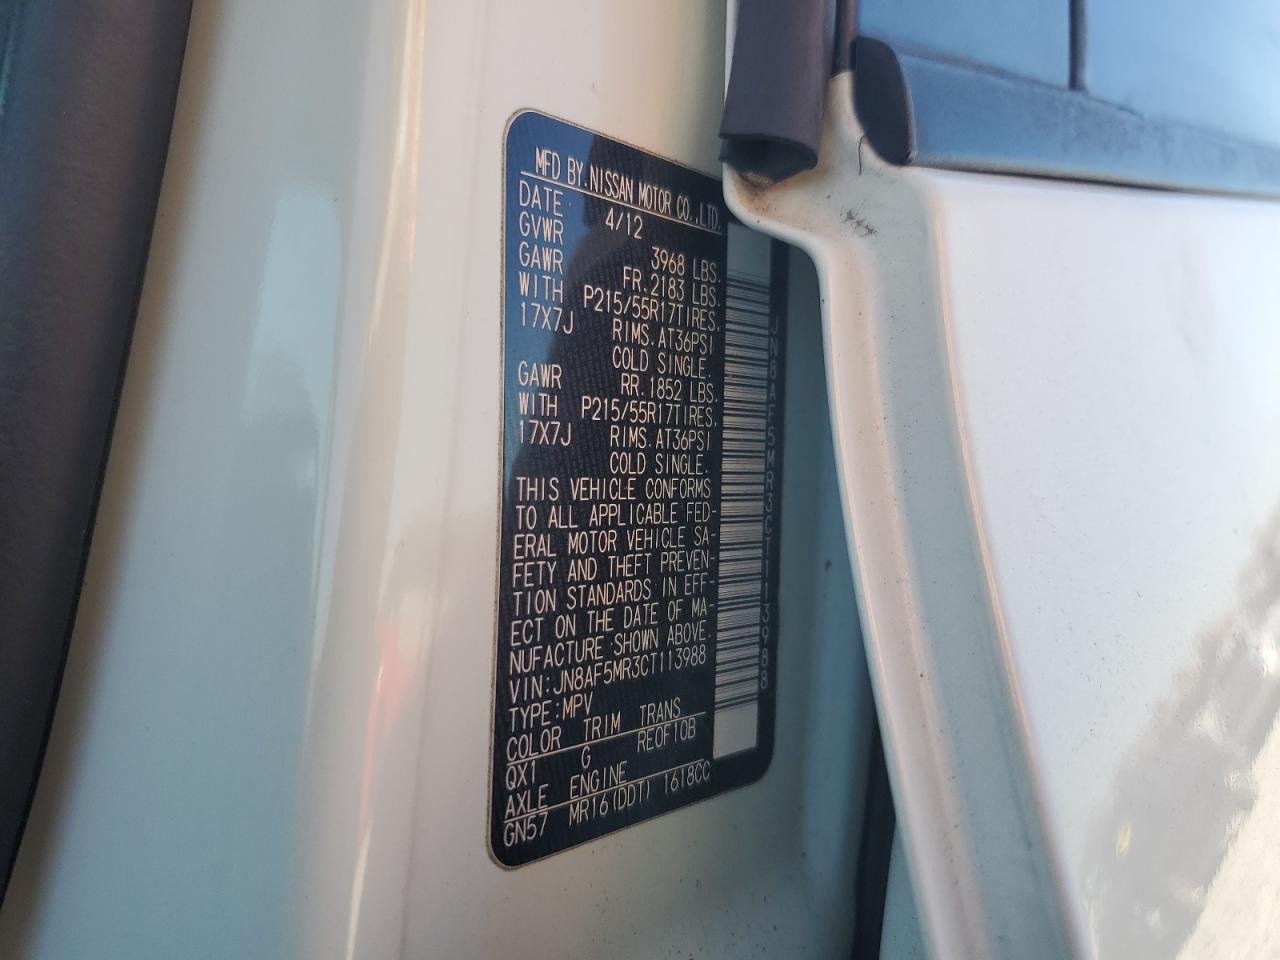 MFD BY.NISSAN MOTOR CO.,LTD.
DATE 4/12
GVWR 3968 LBS.
GAWR FR.2183 LBS.
WITH P215/55R17TIRES,
17X7J RIMS.AT36PSI
COLD SINGLE.
GAWR RR.1852 LBS.
WITH P215/55R17TIRES,
17X7J RIMS.AT36PSI
COLD SINGLE.
THIS VEHICLE CONFORMS
TO ALL APPLICABLE FED-
ERAL MOTOR VEHICLE SA-
FETY AND THEFT PREVEN-
TION STANDARDS IN EFF-
ECT ON THE DATE OF MA-
NUFACTURE SHOWN ABOVE.
VIN:JN8AF5MR3CT113988
TYPE:MPV
COLOR TRIM TRANS
QX1 G REOF10B
AXLE ENGINE
GN57 MR16(DDT) 1618CC
JN8AF5MR3CT113988